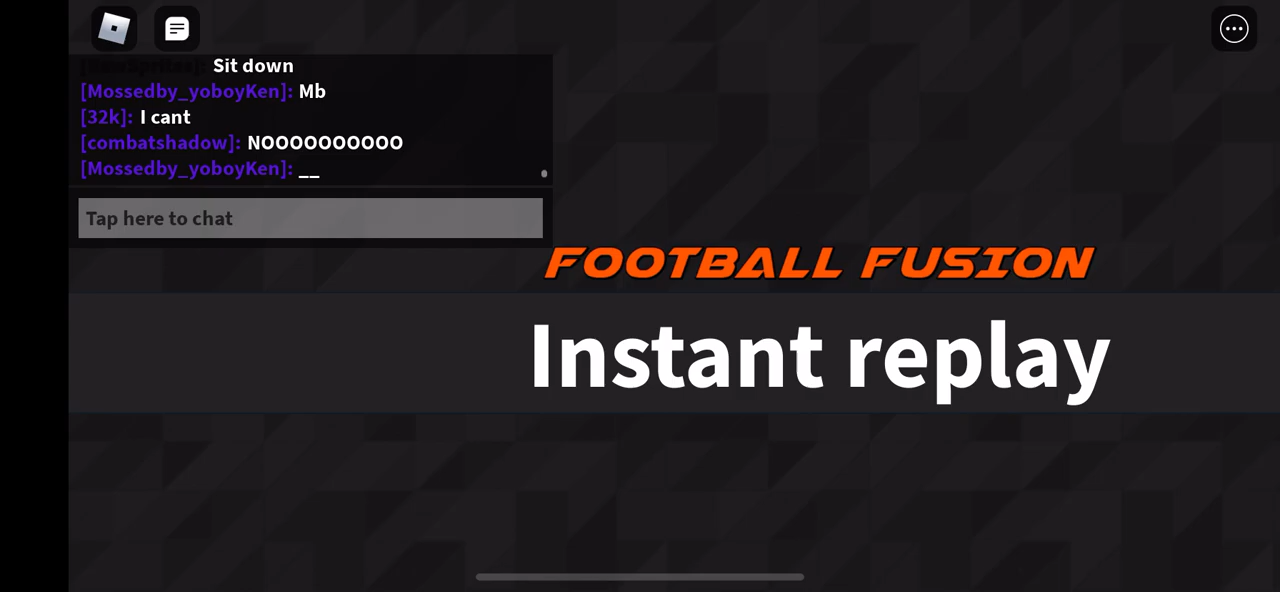 Sit down
[Mossedby_yoboyKen]: Mb
[32k]: I cant
[combatshadow]: NOOOOOOOOOO
[Mossedby_yoboyKen]: __
Tap here to chat
FOOTBALL FUSION
Instant replay